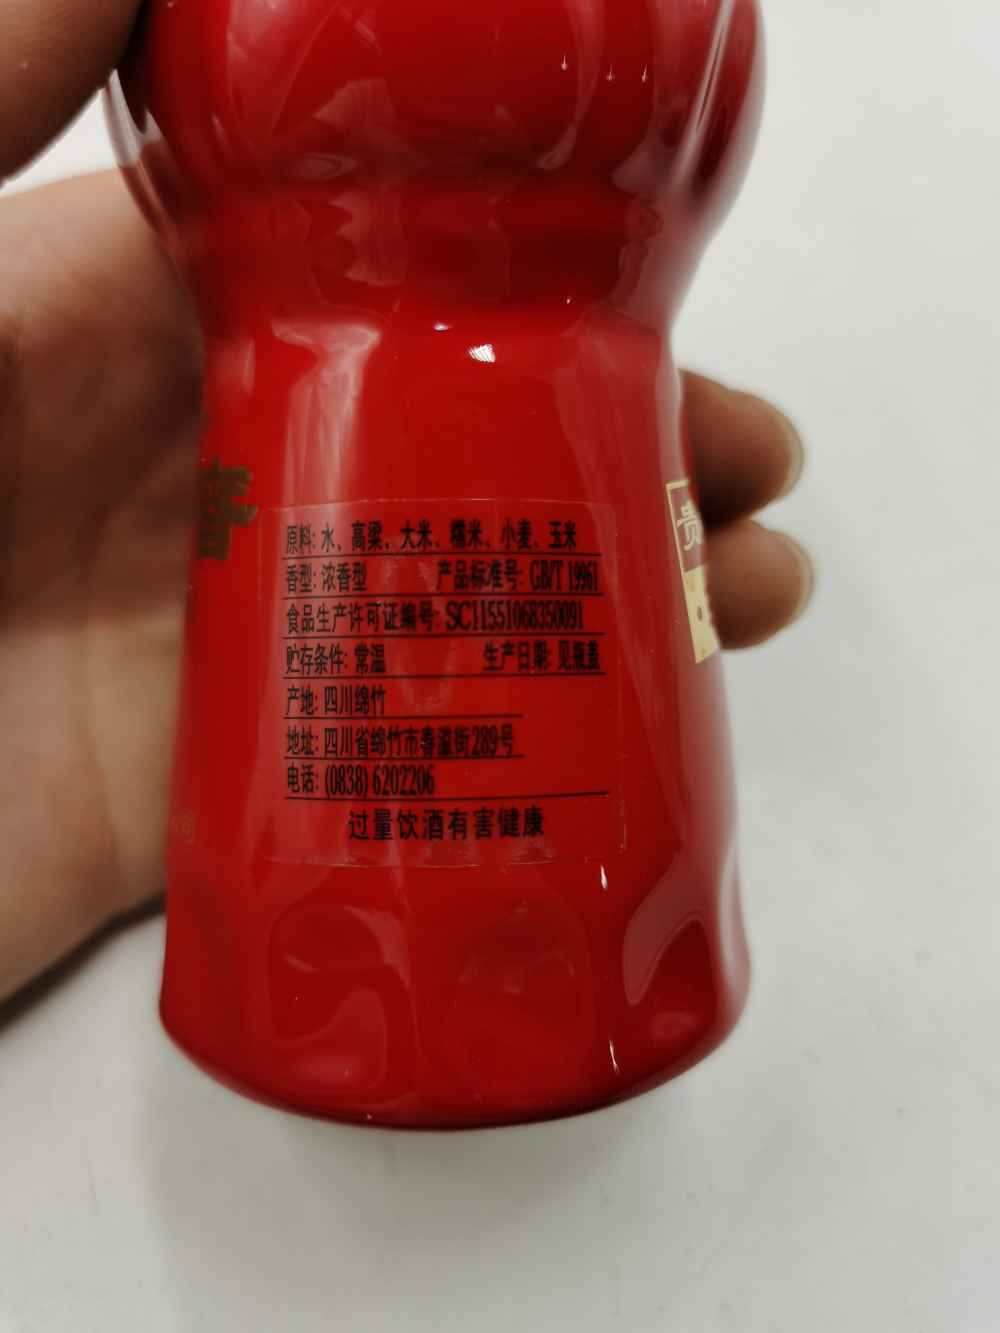 原料: 水、高粱、大米、糯米、小麦、玉米
香型: 浓香型 产品标准号: GB/T 19961
食品生产许可证编号: SC11551068350091
贮存条件: 常温 生产日期: 见瓶盖
产地: 四川绵竹
地址: 四川省绵竹市春溢街289号
电话: (0838) 6202206
过量饮酒有害健康
贵